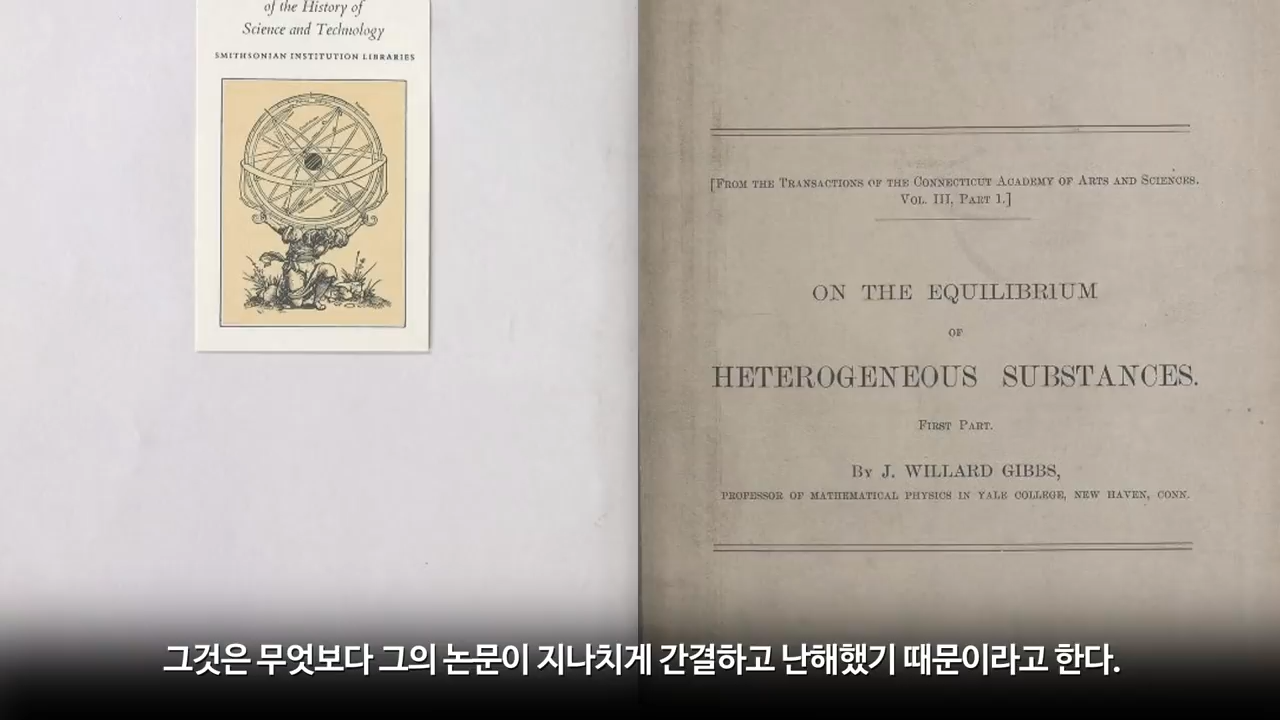 of the History of
Science and Technology
SMITHSONIAN INSTITUTION LIBRARIES
[FROM THE TRANSACTIONS OF THE CONNECTICUT ACADEMY OF ARTS AND SCIENCES.
VOL. III, PART 1.]
ON THE EQUILIBRIUM
OF
HETEROGENEOUS SUBSTANCES.
FIRST PART.
BY J. WILLARD GIBBS,
PROFESSOR OF MATHEMATICAL PHYSICS IN YALE COLLEGE, NEW HAVEN, CONN.
그것은 무엇보다 그의 논문이 지나치게 간결하고 난해했기 때문이라고 한다.